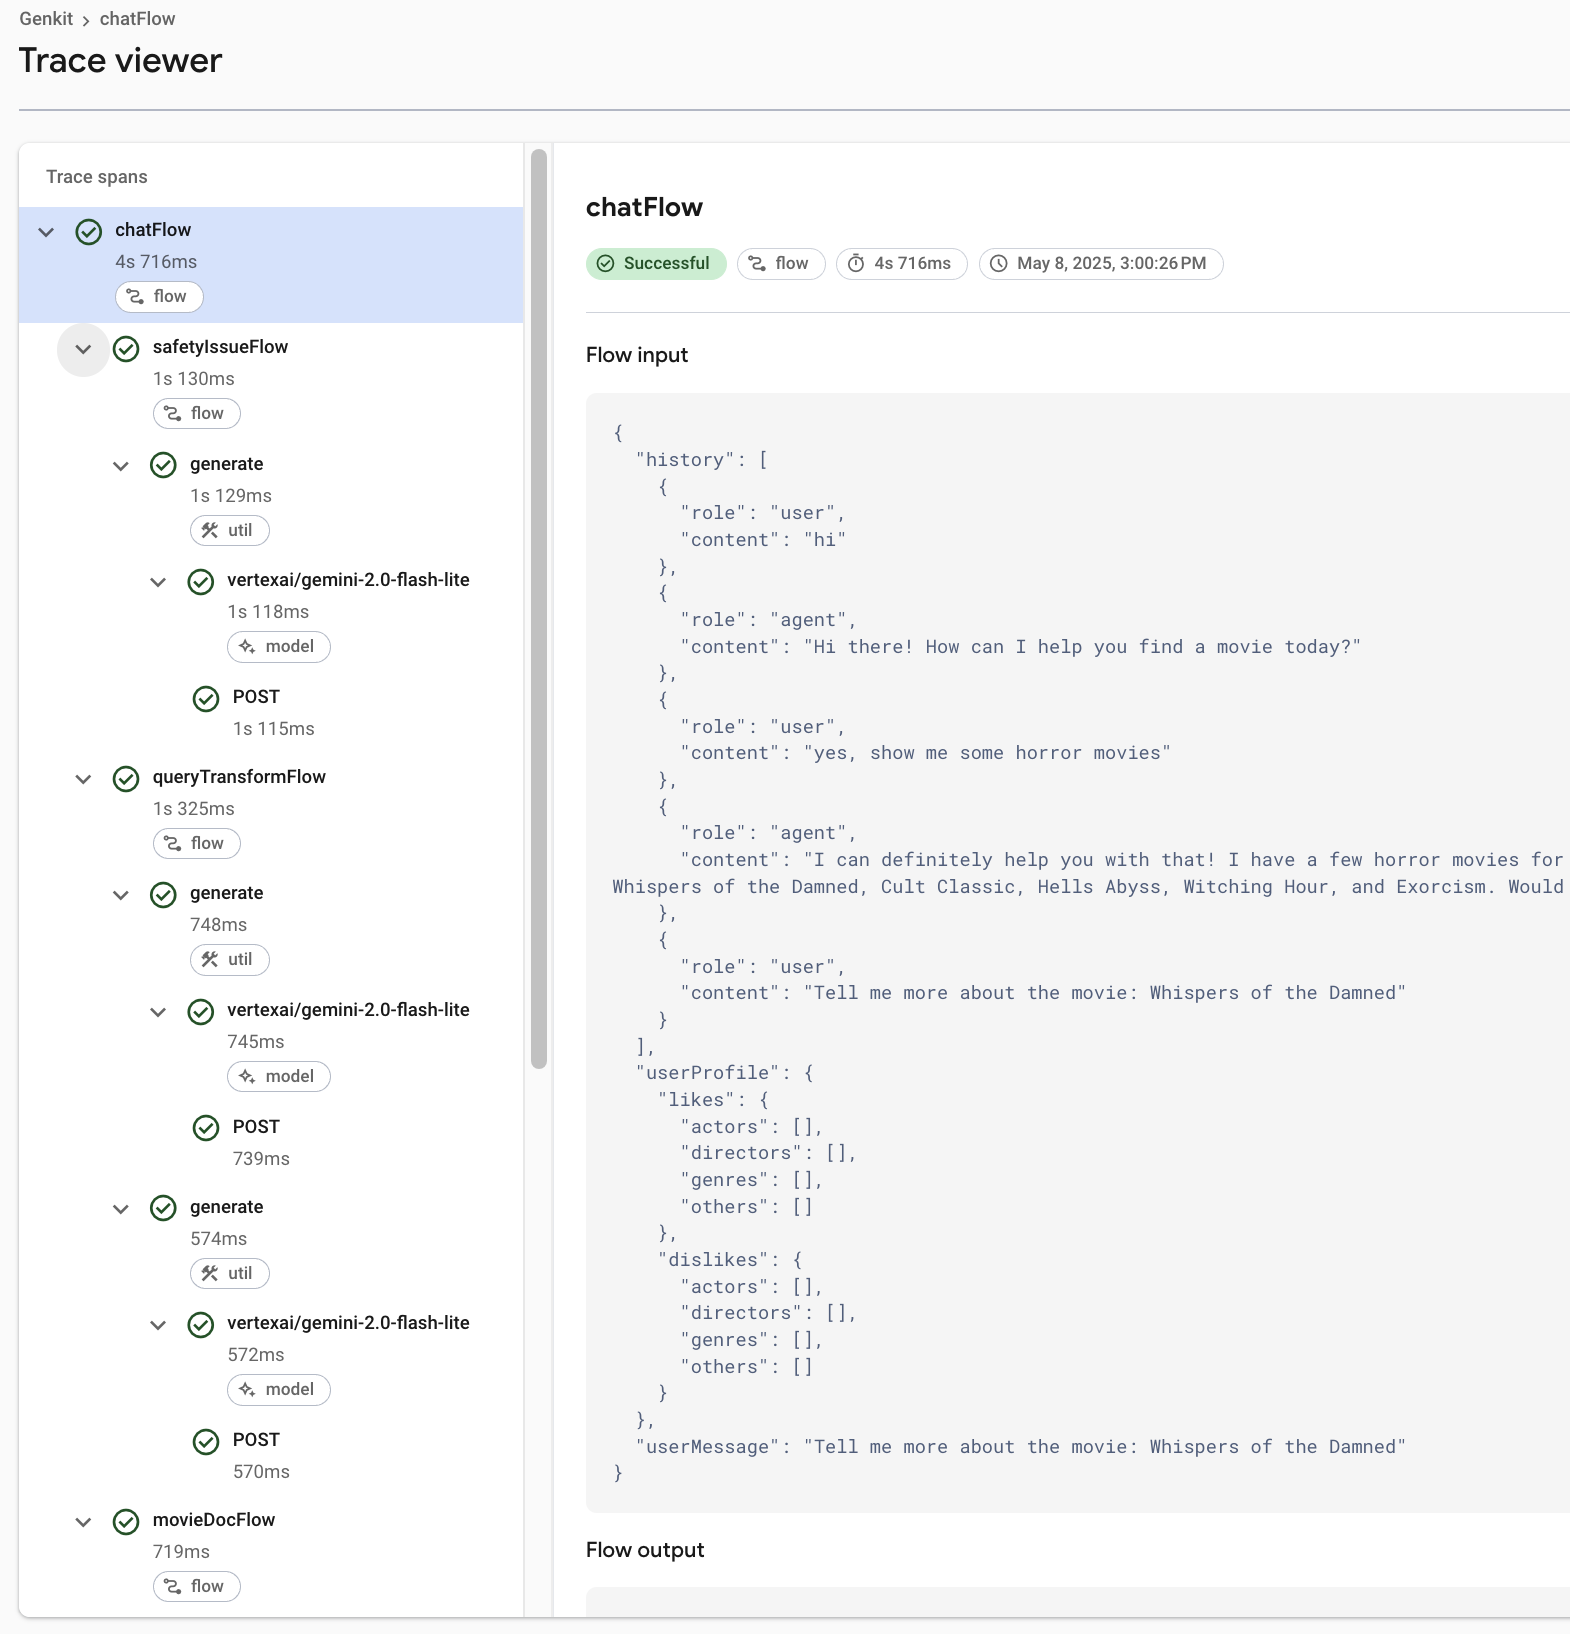 Genkit > chatFlow
Trace viewer
Trace spans
chatFlow
4s 716ms
flow
safetyIssueFlow
1s 130ms
flow
generate
1s 129ms
util
vertexai/gemini-2.0-flash-lite
1s 118ms
model
POST
1s 115ms
queryTransformFlow
1s 325ms
flow
generate
748ms
util
vertexai/gemini-2.0-flash-lite
745ms
model
POST
739ms
generate
574ms
util
vertexai/gemini-2.0-flash-lite
572ms
model
POST
570ms
movieDocFlow
719ms
flow
chatFlow
Successful flow 4s 716ms May 8, 2025, 3:00:26 PM
Flow input
{
  "history": [
    {
      "role": "user",
      "content": "hi"
    },
    {
      "role": "agent",
      "content": "Hi there! How can I help you find a movie today?"
    },
    {
      "role": "user",
      "content": "yes, show me some horror movies"
    },
    {
      "role": "agent",
      "content": "I can definitely help you with that! I have a few horror movies for
Whispers of the Damned, Cult Classic, Hells Abyss, Witching Hour, and Exorcism. Would
    },
    {
      "role": "user",
      "content": "Tell me more about the movie: Whispers of the Damned"
    }
  ],
  "userProfile": {
    "likes": {
      "actors": [],
      "directors": [],
      "genres": [],
      "others": []
    },
    "dislikes": {
      "actors": [],
      "directors": [],
      "genres": [],
      "others": []
    }
  },
  "userMessage": "Tell me more about the movie: Whispers of the Damned"
}
Flow output